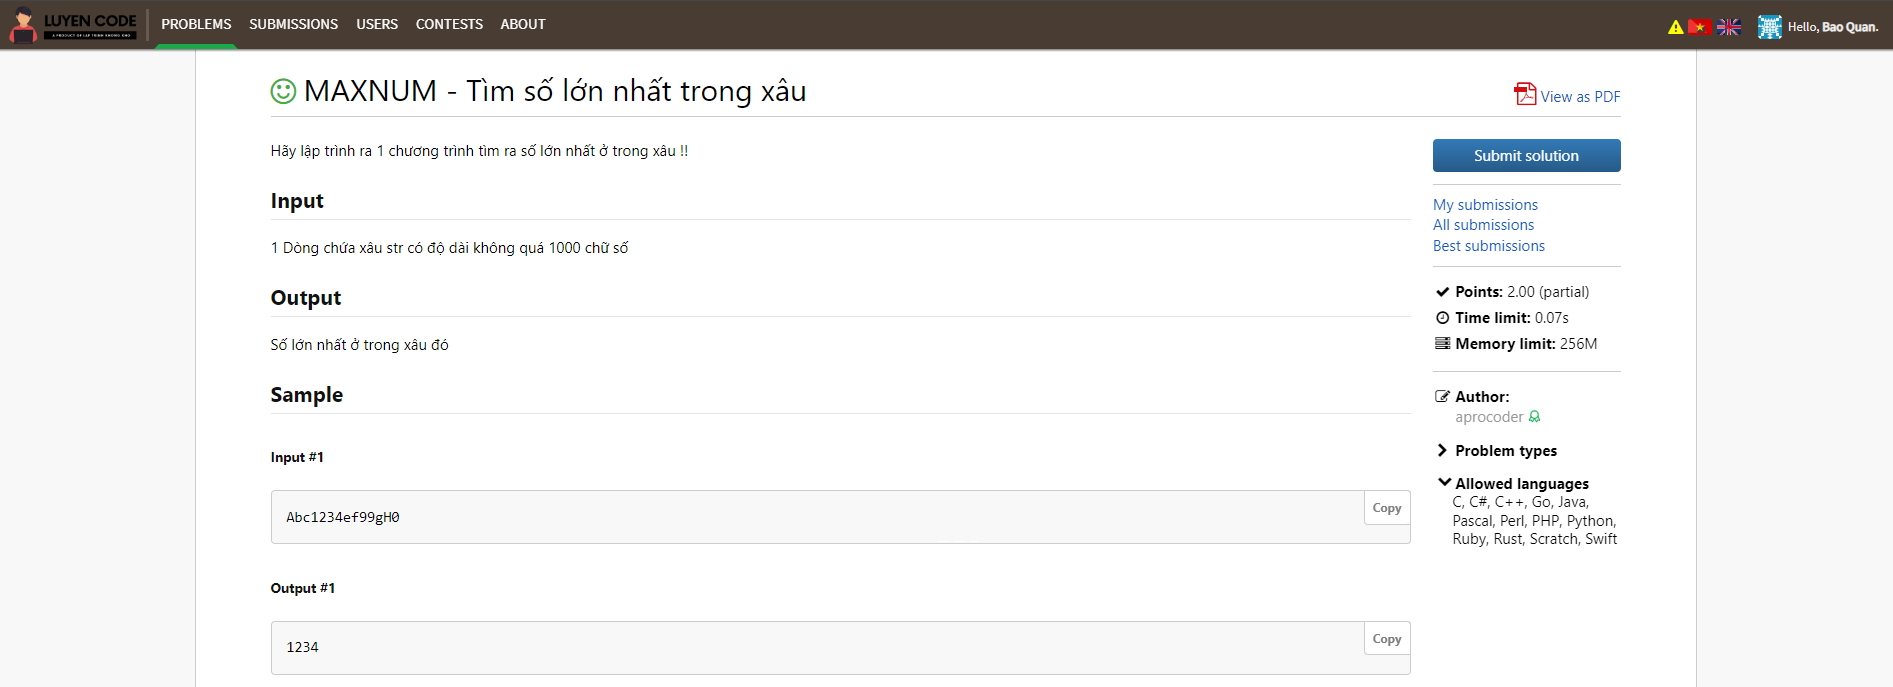 LUYEN CODE
A PRODUCT OF LAP TRINH KHONG KHO
PROBLEMS SUBMISSIONS USERS CONTESTS ABOUT
Hello, Bao Quan.
MAXNUM - Tìm số lớn nhất trong xâu
View as PDF
Hãy lập trình ra 1 chương trình tìm ra số lớn nhất ở trong xâu !!
Input
1 Dòng chứa xâu str có độ dài không quá 1000 chữ số
Output
Số lớn nhất ở trong xâu đó
Sample
Input #1
Copy
Abc1234ef99gH0
Output #1
Copy
1234
Submit solution
My submissions
All submissions
Best submissions
Points: 2.00 (partial)
Time limit: 0.07s
Memory limit: 256M
Author:
aprocoder
Problem types
Allowed languages
C, C#, C++, Go, Java,
Pascal, Perl, PHP, Python,
Ruby, Rust, Scratch, Swift